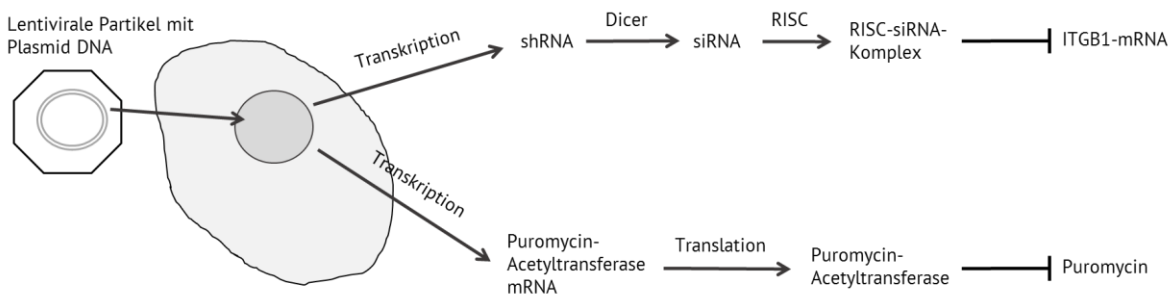 Lentivirale Partikel mit
Plasmid DNA
Transkription
shRNA
Dicer
siRNA
RISC
RISC-siRNA-
Komplex
ITGB1-mRNA
Transkription
Puromycin-
Acetyltransferase
mRNA
Translation
Puromycin-
Acetyltransferase
Puromycin